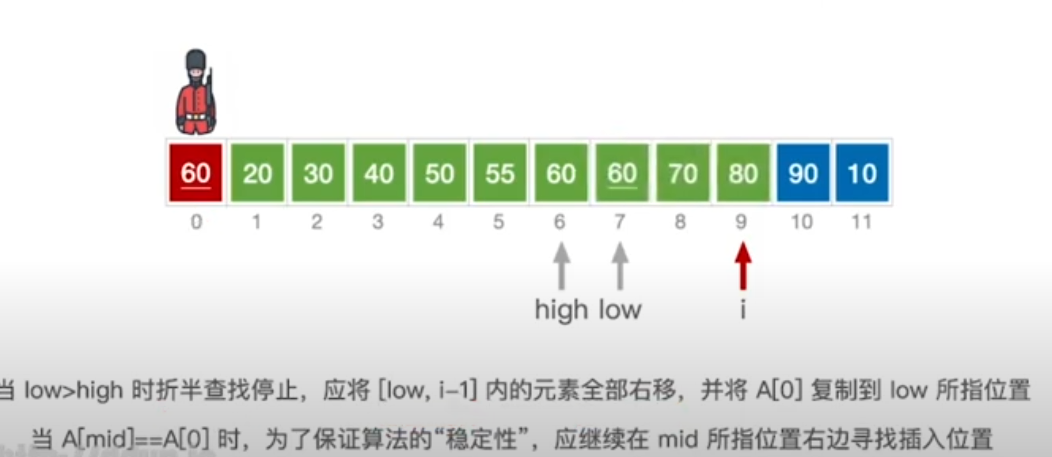 60 20 30 40 50 55 60 60 70 80 90 10
0 1 2 3 4 5 6 7 8 9 10 11
high low i
当 low>high 时折半查找停止，应将 [low, i-1] 内的元素全部右移，并将 A[0] 复制到 low 所指位置
当 A[mid]==A[0] 时，为了保证算法的“稳定性”，应继续在 mid 所指位置右边寻找插入位置